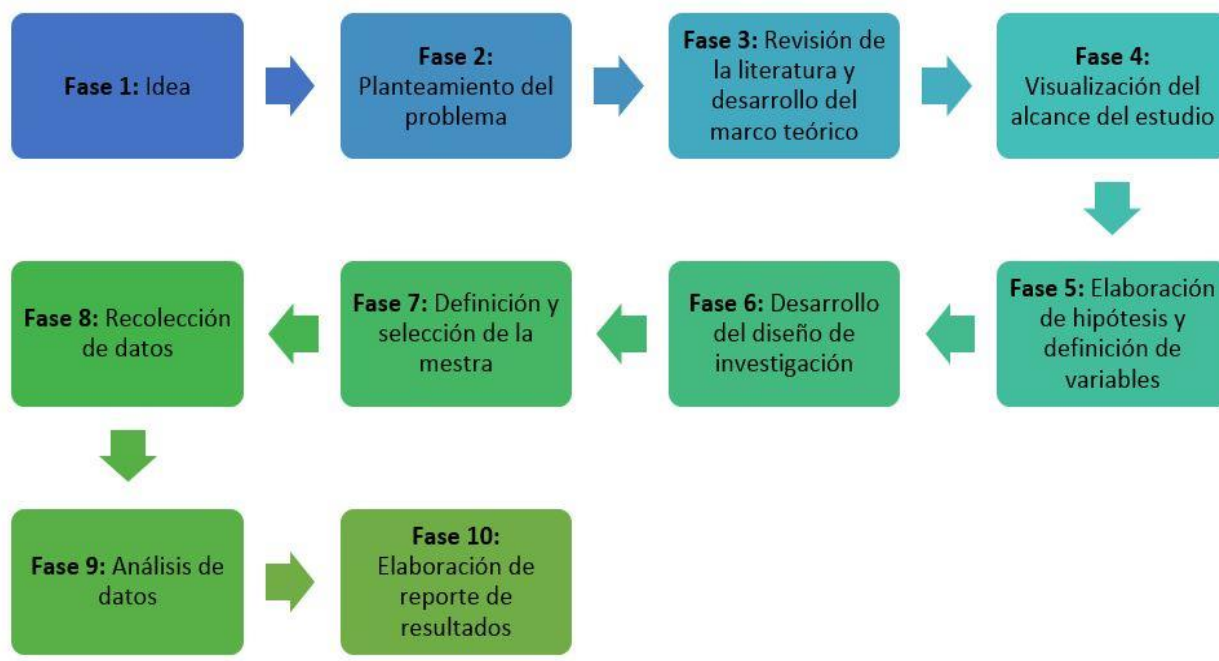 Fase 1: Idea
Fase 2:
Planteamiento del
problema
Fase 3: Revisión de
la literatura y
desarrollo del
marco teórico
Fase 4:
Visualización del
alcance del estudio
Fase 5: Elaboración
de hipótesis y
definición de
variables
Fase 6: Desarrollo
del diseño de
investigación
Fase 7: Definición y
selección de la
mestra
Fase 8: Recolección
de datos
Fase 9: Análisis de
datos
Fase 10:
Elaboración de
reporte de
resultados